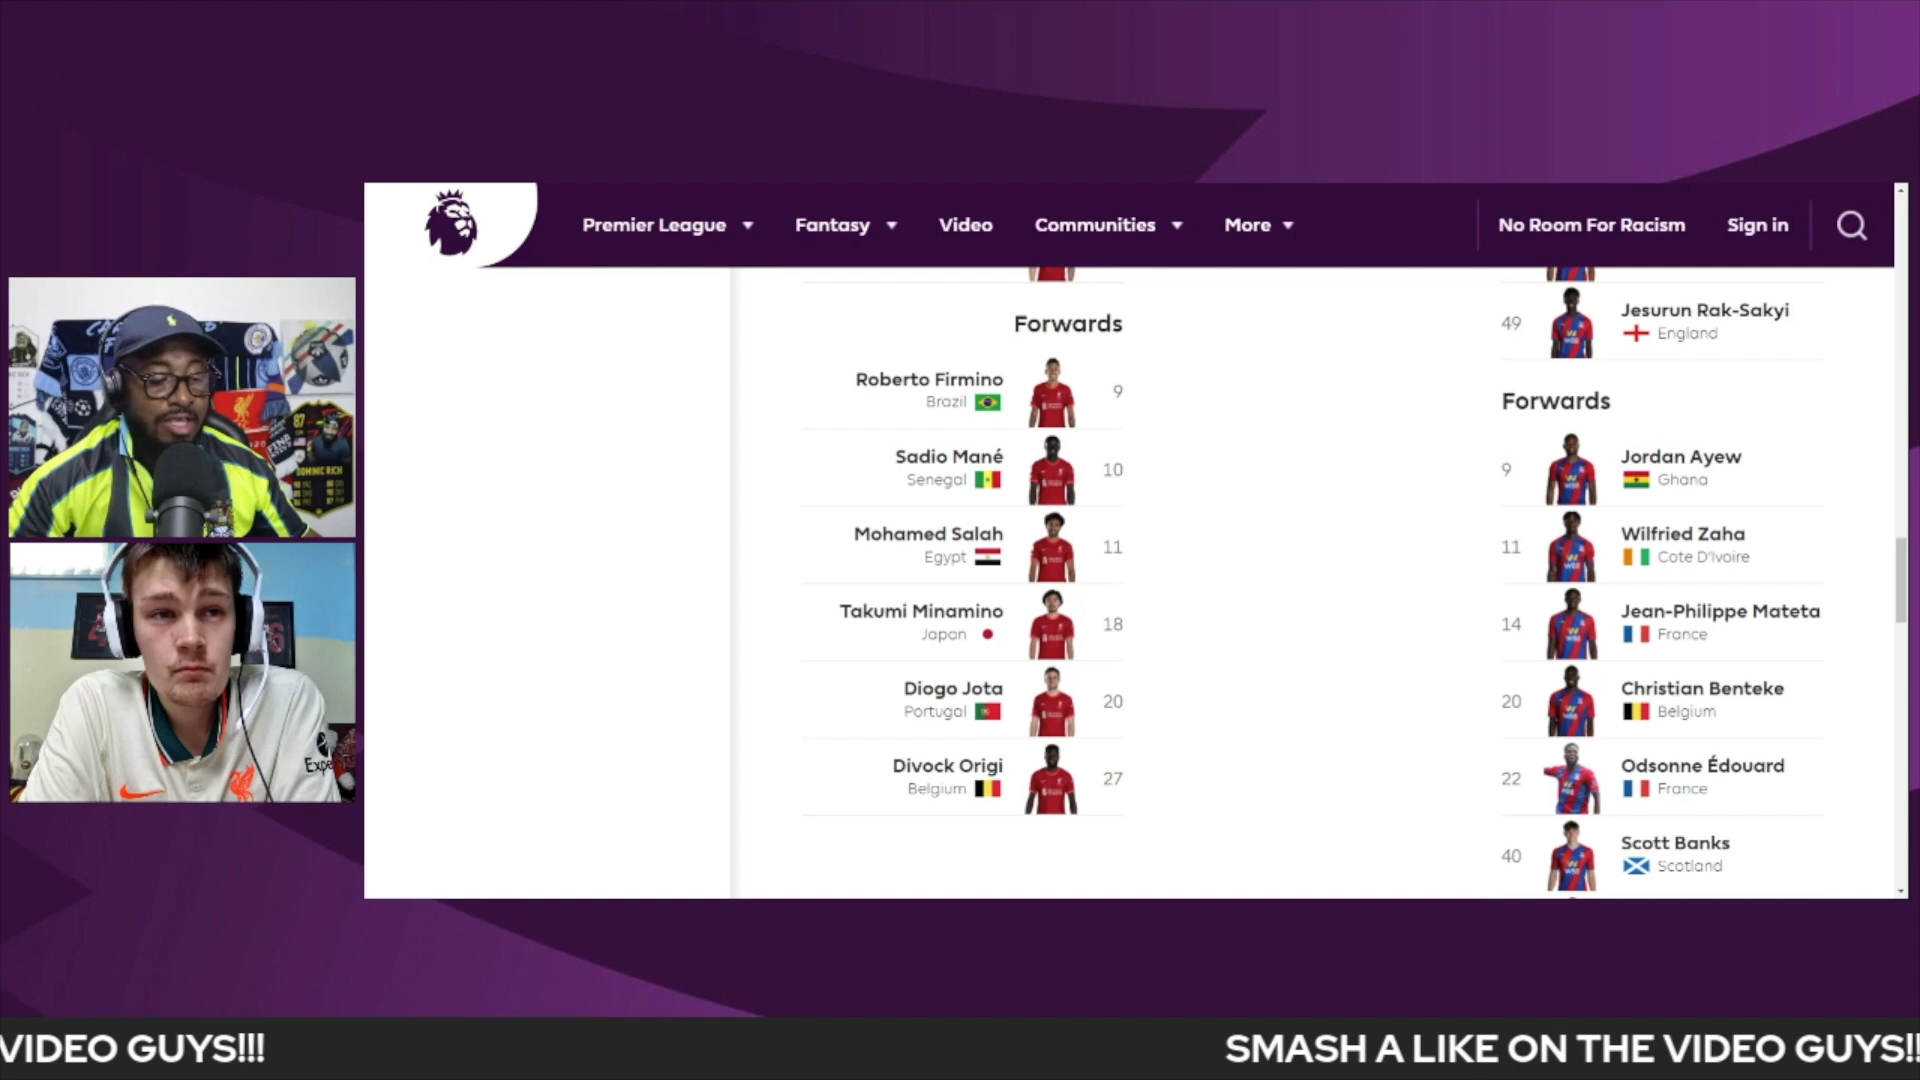 Premier League
Fantasy
Video
Communities
More
No Room For Racism
Sign in
Forwards
Roberto Firmino
Brazil
9
Sadio Mané
Senegal
10
Mohamed Salah
Egypt
11
Takumi Minamino
Japan
18
Diogo Jota
Portugal
20
Divock Origi
Belgium
27
49
Jesurun Rak-Sakyi
England
Forwards
9
Jordan Ayew
Ghana
11
Wilfried Zaha
Cote D'Ivoire
14
Jean-Philippe Mateta
France
20
Christian Benteke
Belgium
22
Odsonne Édouard
France
40
Scott Banks
Scotland
87
DOMINIC RICH
Expe
VIDEO GUYS!!!
SMASH A LIKE ON THE VIDEO GUYS!!